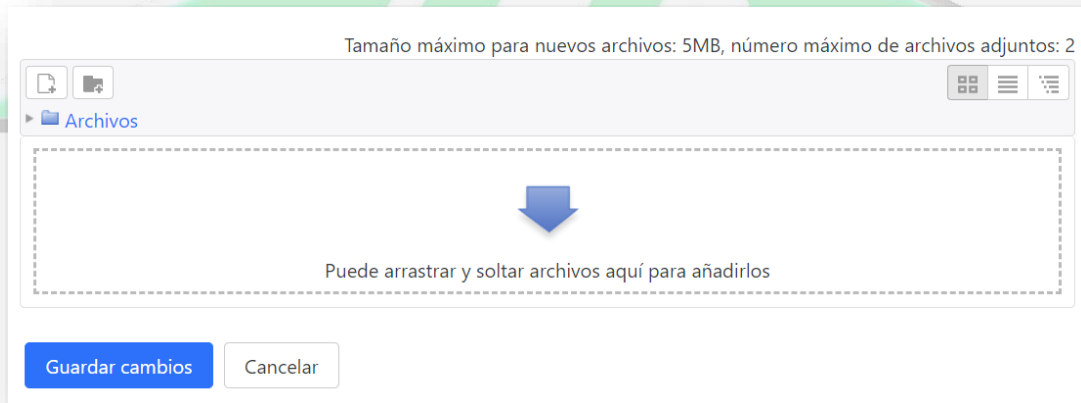 Tamaño máximo para nuevos archivos: 5MB, número máximo de archivos adjuntos: 2
Archivos
Puede arrastrar y soltar archivos aquí para añadirlos
Guardar cambios
Cancelar